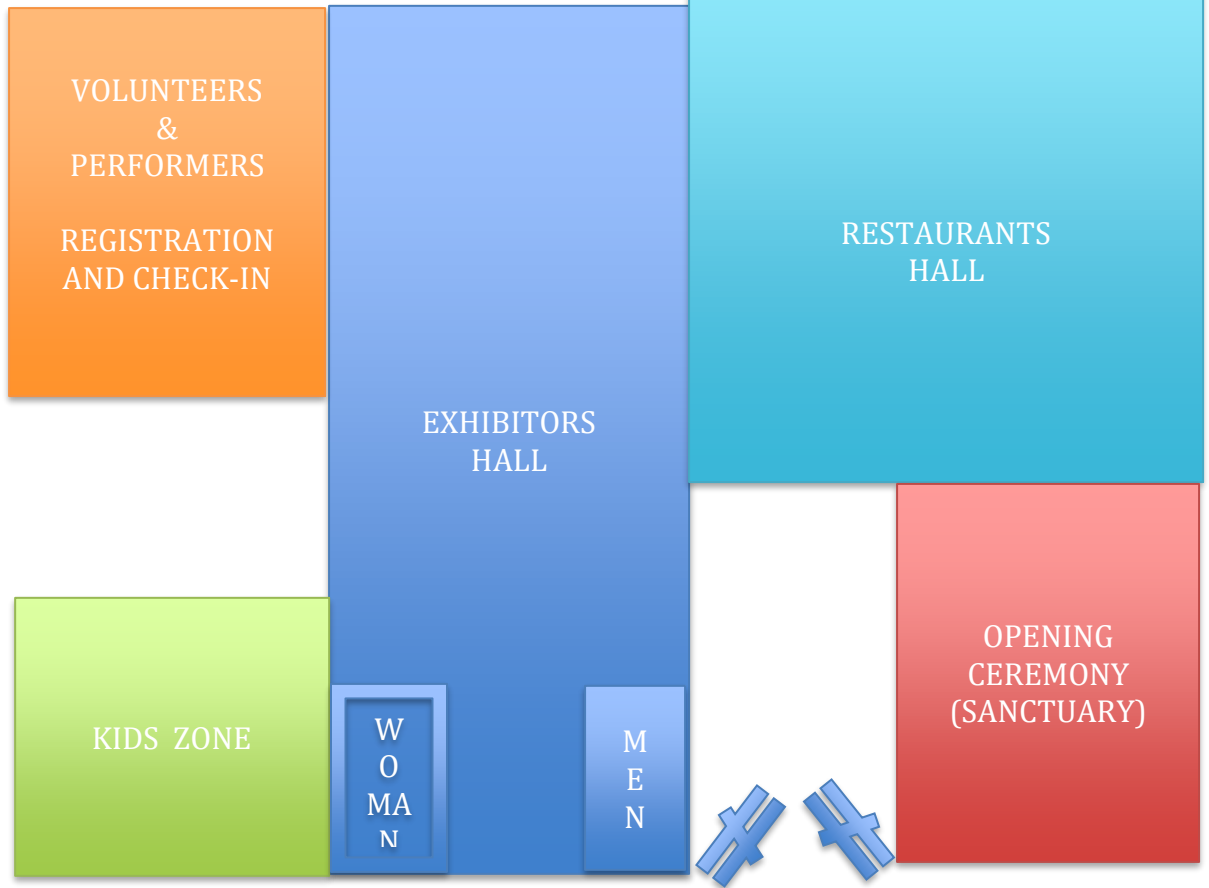 VOLUNTEERS
&
PERFORMERS
REGISTRATION
AND CHECK-IN
EXHIBITORS
HALL
RESTAURANTS
HALL
KIDS ZONE
W
O
MA
N
M
E
N
OPENING
CEREMONY
(SANCTUARY)